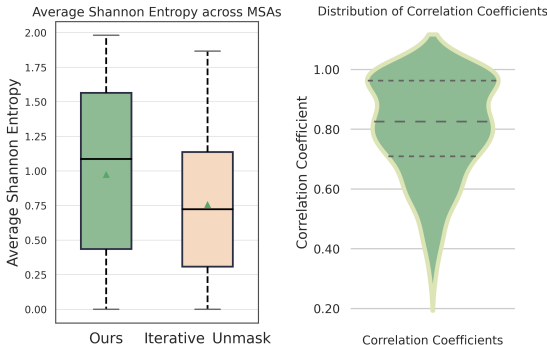 Average Shannon Entropy across MSAs
Average Shannon Entropy
2.00
1.75
1.50
1.25
1.00
0.75
0.50
0.25
0.00
Ours
Iterative Unmask
Distribution of Correlation Coefficients
Correlation Coefficient
1.00
0.80
0.60
0.40
0.20
Correlation Coefficients